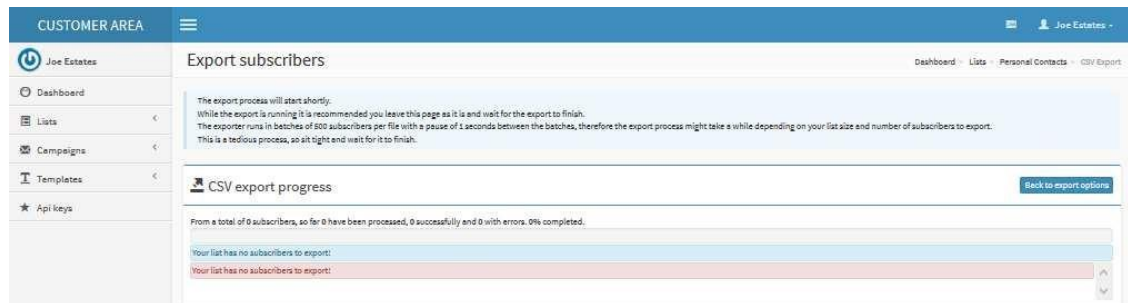 CUSTOMER AREA
Joe Estates
Joe Estates
Export subscribers
Dashboard
Lists
Personal Contacts
CSV Export
Dashboard
Lists
Campaigns
Templates
Api keys
The export process will start shortly.
While the export is running it is recommended you leave this page as it is and wait for the export to finish.
The exporter runs in batches of 500 subscribers per file with a pause of 1 seconds between the batches, therefore the export process might take a while depending on your list size and number of subscribers to export.
This is a tedious process, so sit tight and wait for it to finish.
CSV export progress
Back to export options
From a total of 0 subscribers, so far 0 have been processed, 0 successfully and 0 with errors. 0% completed.
Your list has no subscribers to export!
Your list has no subscribers to export!